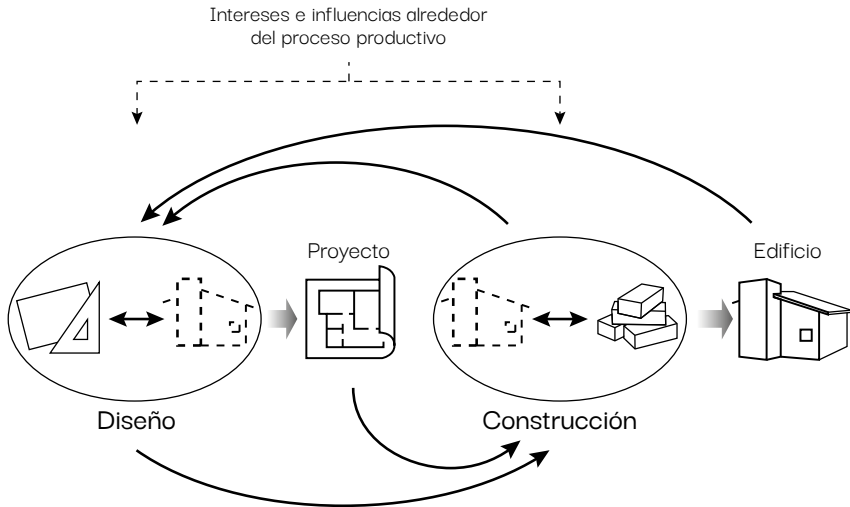 Intereses e influencias alrededor
del proceso productivo
Proyecto
Edificio
Diseño
Construcción